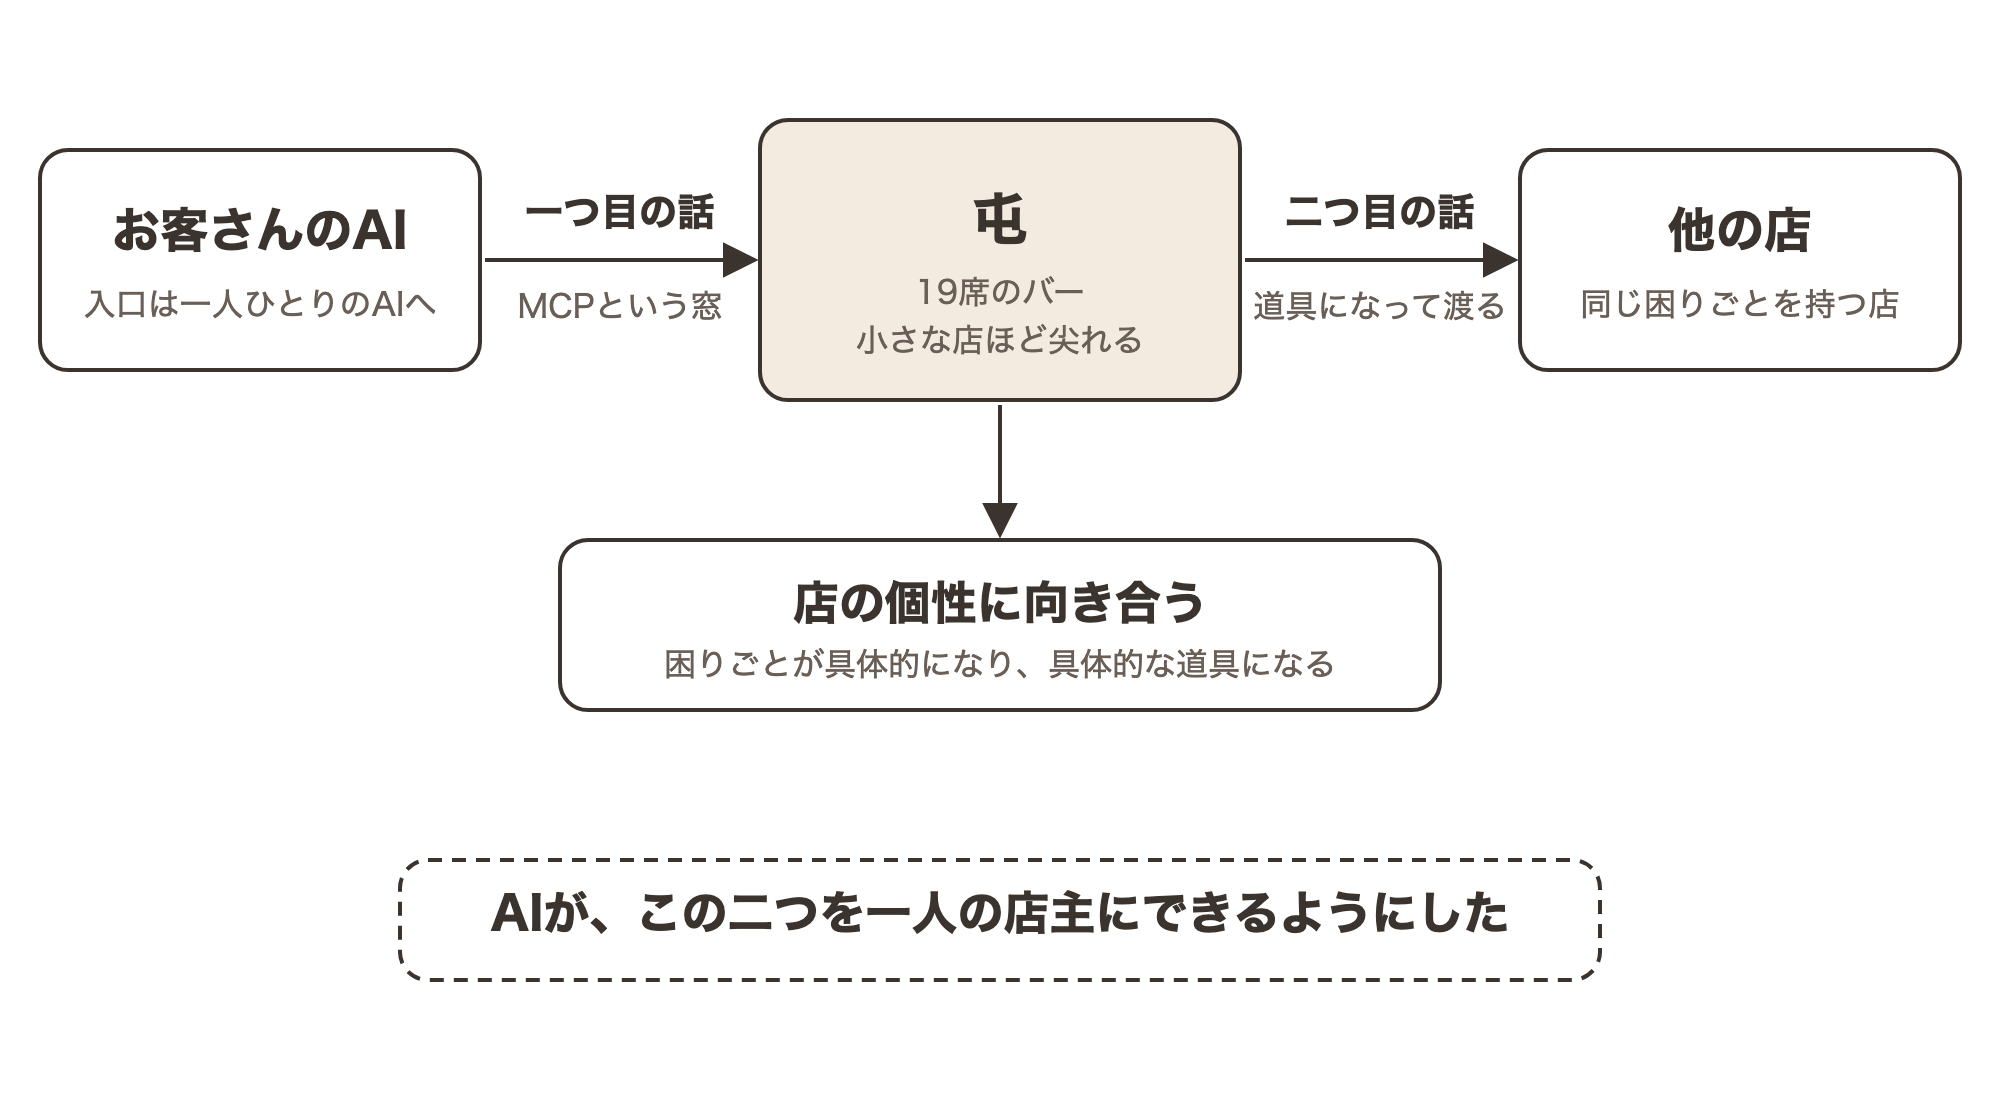 お客さんのAI
入口は一人ひとりのAIへ
一つ目の話
MCPという窓
屯
19席のバー
小さな店ほど尖れる
二つ目の話
道具になって渡る
他の店
同じ困りごとを持つ店
店の個性に向き合う
困りごとが具体的になり、具体的な道具になる
AIが、この二つを一人の店主にできるようにした